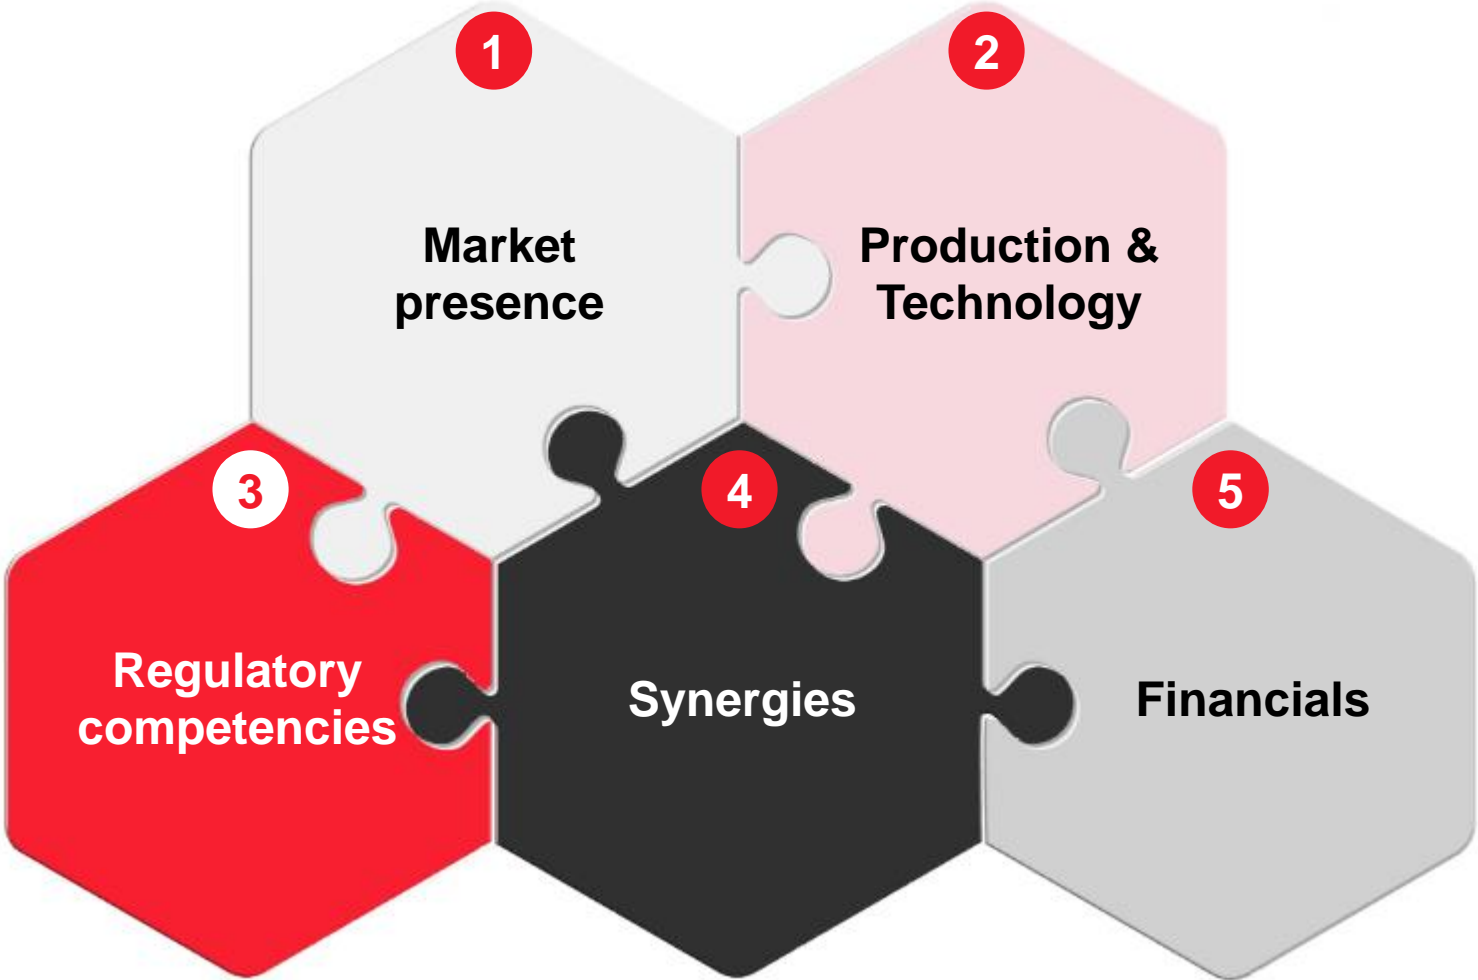 1
Market
presence
2
Production &
Technology
3
Regulatory
competencies
4
Synergies
5
Financials